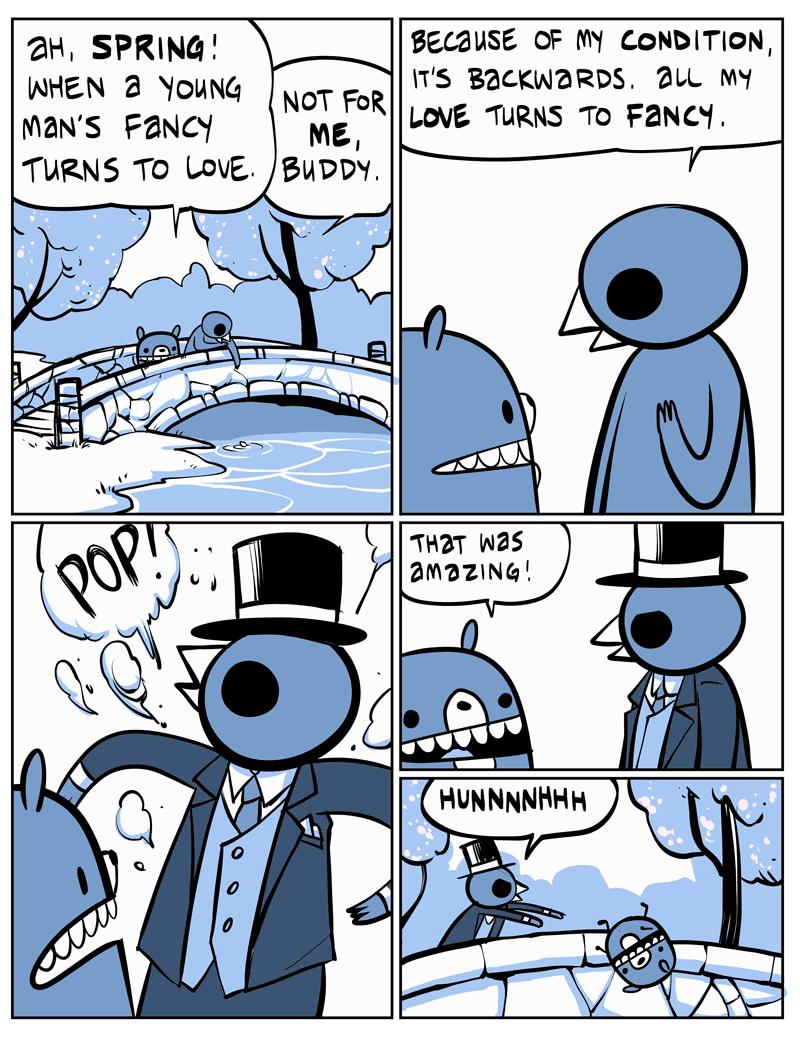 aH, SPRING!
WHEN a YOUNG
MaN'S FaNCY
TURNS TO LOVE.
NOT FOR
ME,
BUDDY.
BECaUSE OF MY CONDITION,
IT'S BaCKWaRDS. aLL MY
LOVE TURNS TO FaNCY.
POP!
THaT WaS
aMaZING!
HUNNNNHHH